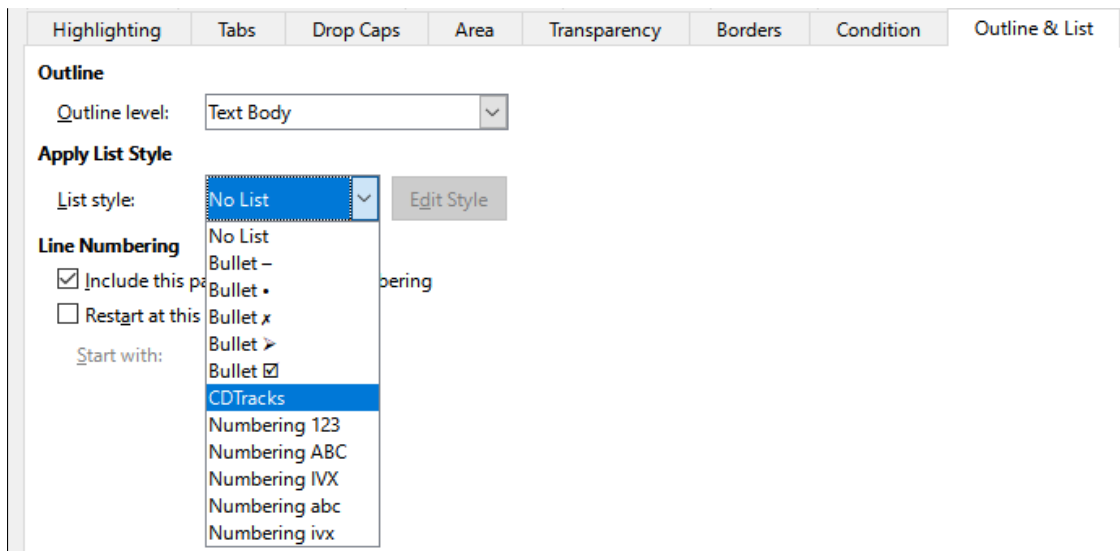 Highlighting Tabs Drop Caps Area Transparency Borders Condition Outline & List
Outline
Outline level: Text Body
Apply List Style
List style: No List Edit Style
No List
Line Numbering
Bullet –
Include this pa bering
Bullet •
Restart at this
Bullet ✗
Bullet ➢
Start with:
Bullet ☑
CDTracks
Numbering 123
Numbering ABC
Numbering IVX
Numbering abc
Numbering ivx